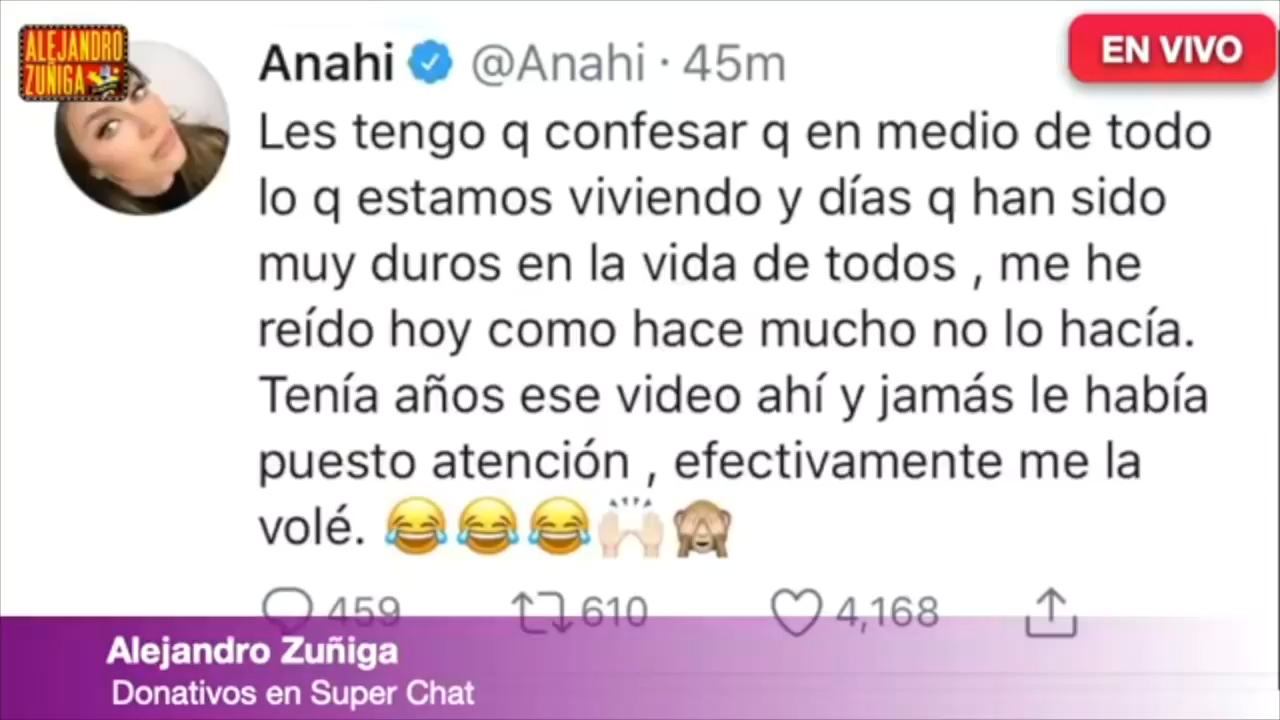 ALEJANDRO
ZUÑIGA
EN VIVO
Anahi @Anahi · 45m
Les tengo q confesar q en medio de todo
lo q estamos viviendo y días q han sido
muy duros en la vida de todos , me he
reído hoy como hace mucho no lo hacía.
Tenía años ese video ahí y jamás le había
puesto atención , efectivamente me la
volé. 😂😂😂🙌🏻🙈
459 610 4,168
Alejandro Zuñiga
Donativos en Super Chat